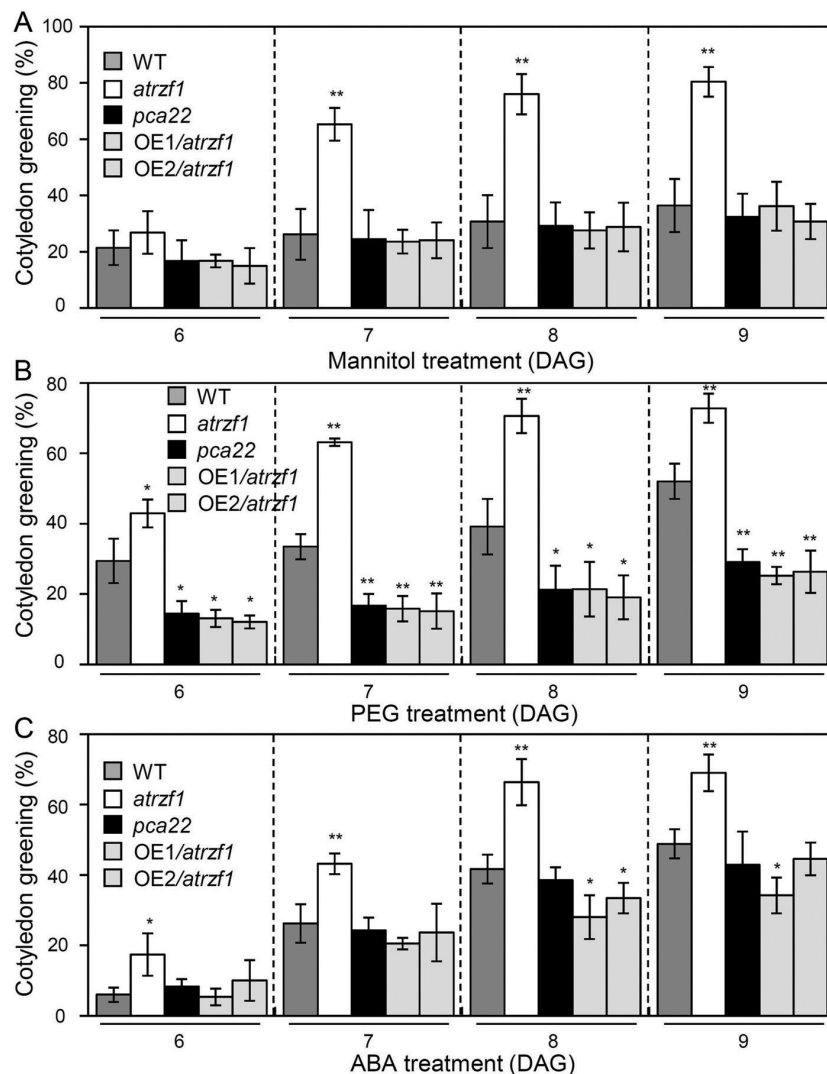 A
Cotyledon greening (%)
100
80
60
40
20
0
WT
atrzf1
pca22
OE1/atrzf1
OE2/atrzf1
**
**
**
6
7
8
9
Mannitol treatment (DAG)
B
Cotyledon greening (%)
80
60
40
20
0
WT
atrzf1
pca22
OE1/atrzf1
OE2/atrzf1
*
*
*
*
**
**
**
**
**
*
*
*
**
**
**
**
6
7
8
9
PEG treatment (DAG)
C
Cotyledon greening (%)
80
60
40
20
0
WT
atrzf1
pca22
OE1/atrzf1
OE2/atrzf1
*
**
**
*
*
**
*
6
7
8
9
ABA treatment (DAG)